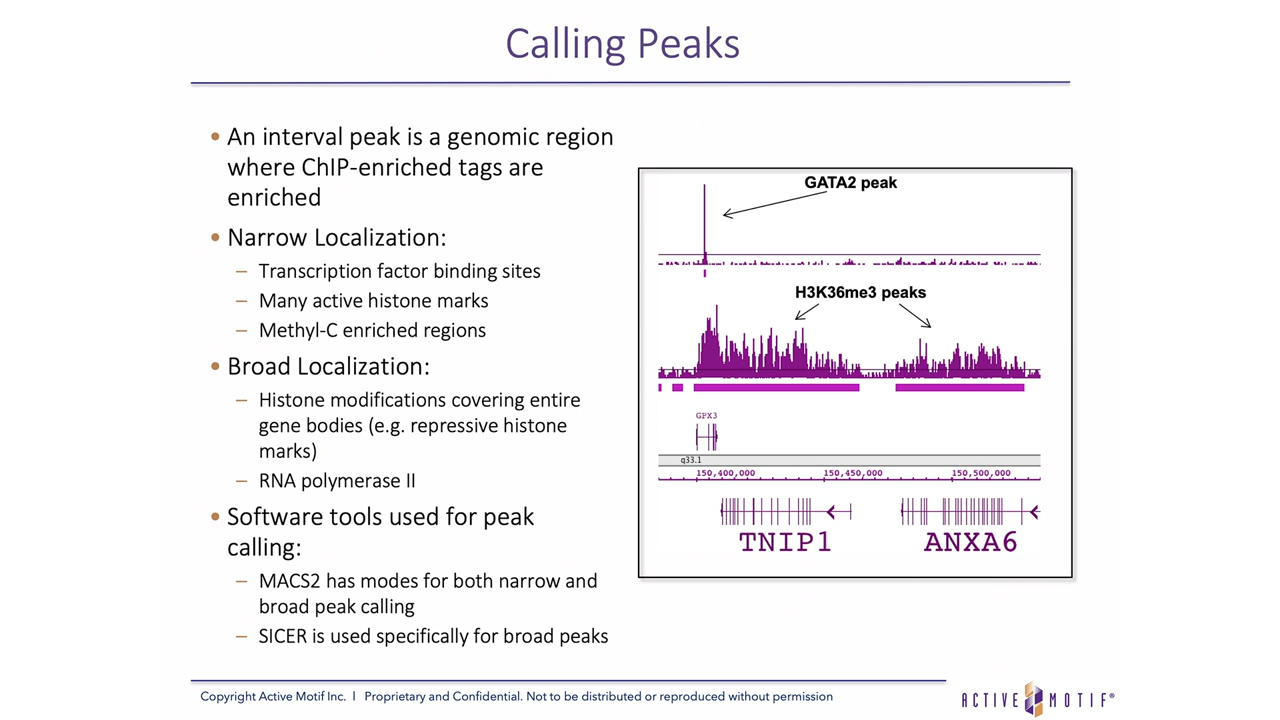 Calling Peaks
• An interval peak is a genomic region
where ChIP-enriched tags are
enriched
• Narrow Localization:
– Transcription factor binding sites
– Many active histone marks
– Methyl-C enriched regions
• Broad Localization:
– Histone modifications covering entire
gene bodies (e.g. repressive histone
marks)
– RNA polymerase II
• Software tools used for peak
calling:
– MACS2 has modes for both narrow and
broad peak calling
– SICER is used specifically for broad peaks
GATA2 peak
H3K36me3 peaks
GPX3
q33.1
150,400,000 150,450,000 150,500,000
TNIP1 ANXA6
Copyright Active Motif Inc. I Proprietary and Confidential. Not to be distributed or reproduced without permission
ACTIVE MOTIF®